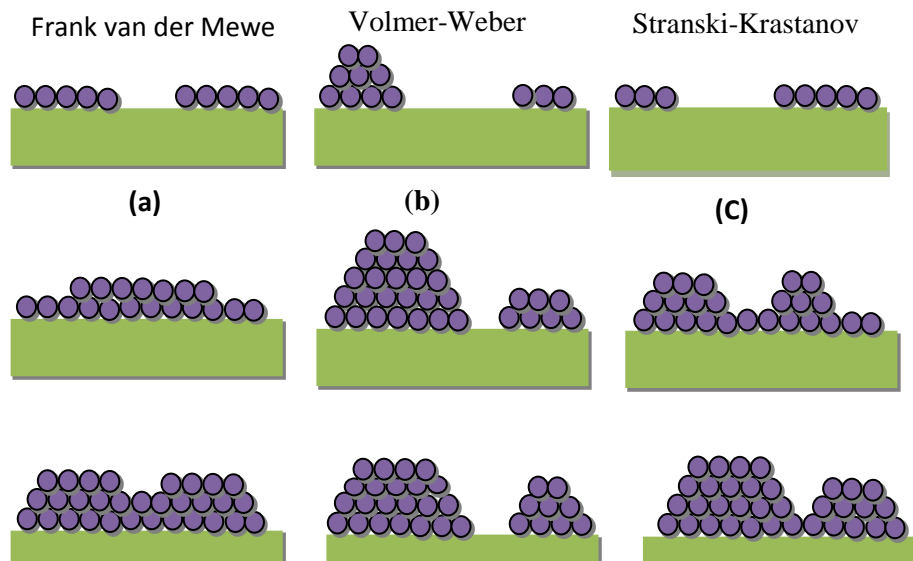 Frank van der Mewe
Volmer-Weber
Stranski-Krastanov
(a)
(b)
(C)